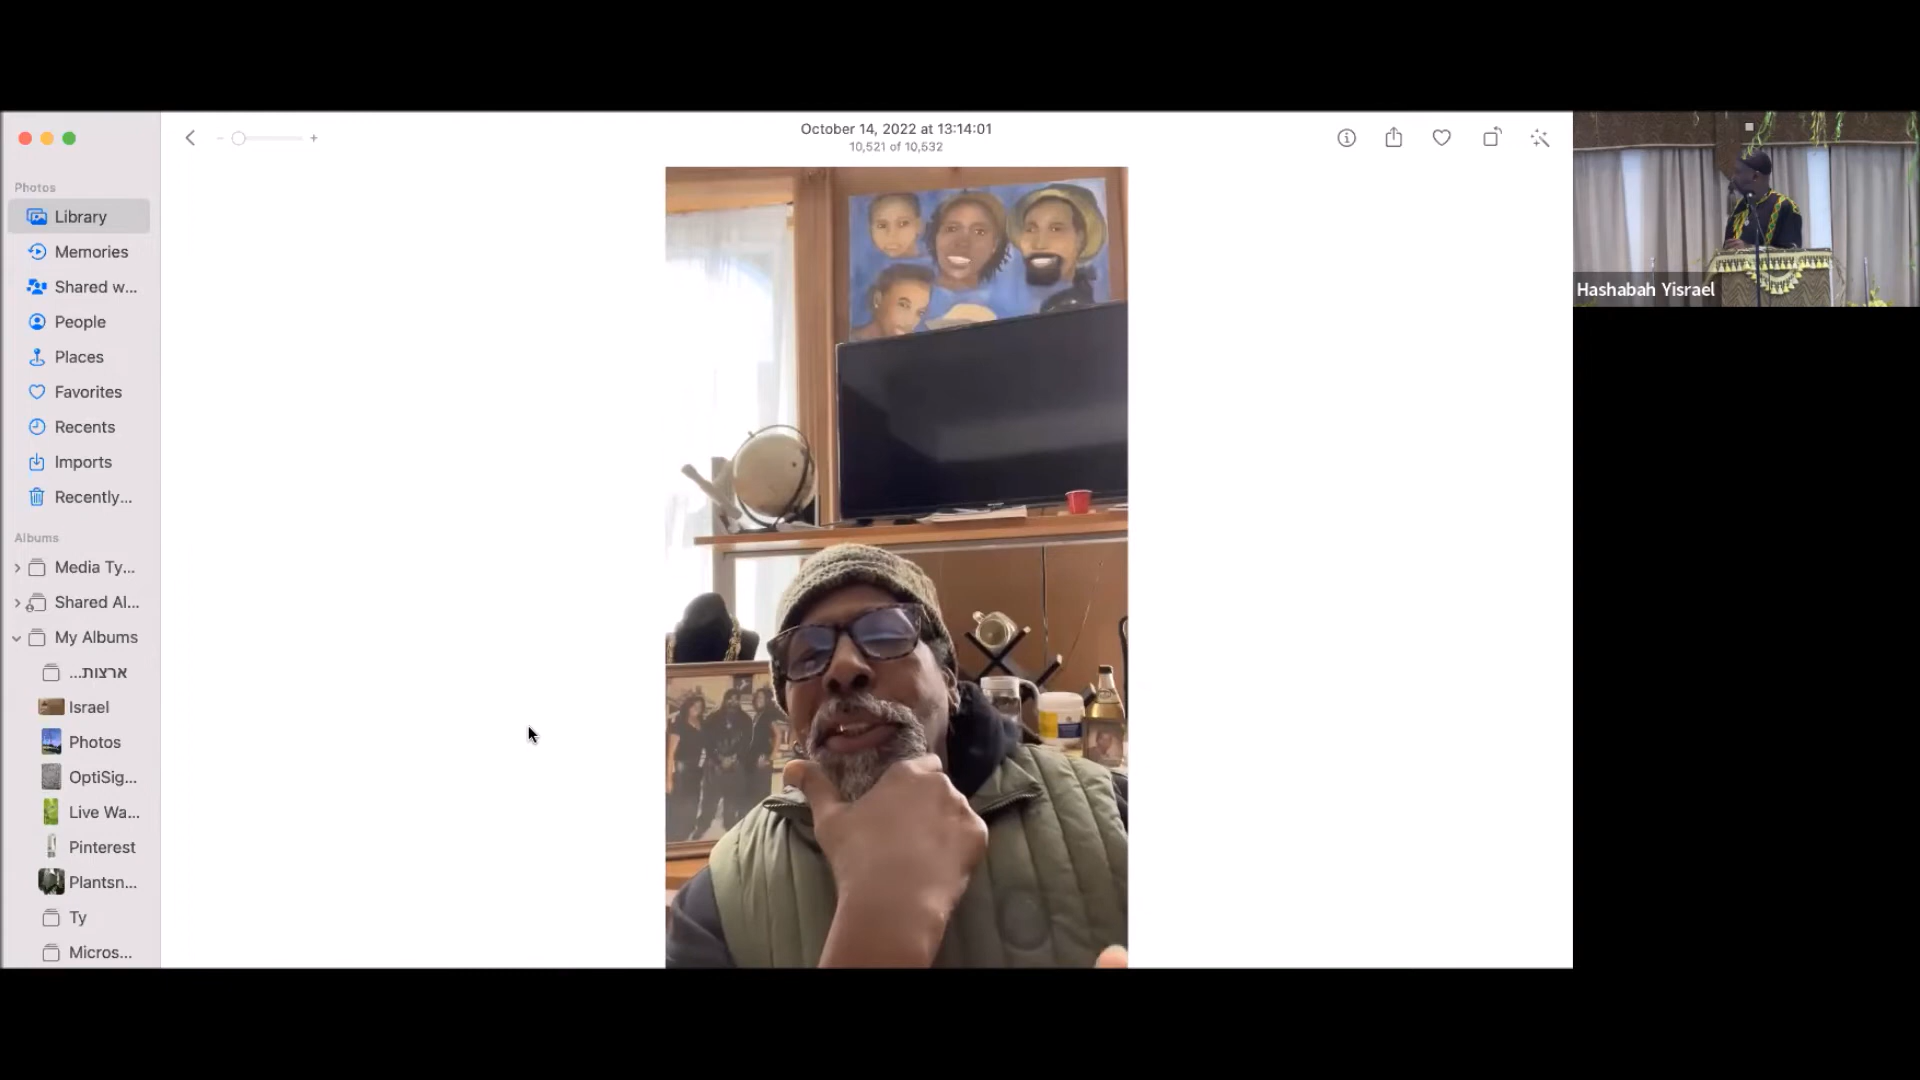 October 14, 2022 at 13:14:01
10,521 of 10,532
Photos
Library
Memories
Shared w...
People
Places
Favorites
Recents
Imports
Recently...
Albums
Media Ty...
Shared Al...
My Albums
ארצות...
Israel
Photos
OptiSig...
Live Wa...
Pinterest
Plantsn...
Ty
Micros...
Hashabah Yisrael